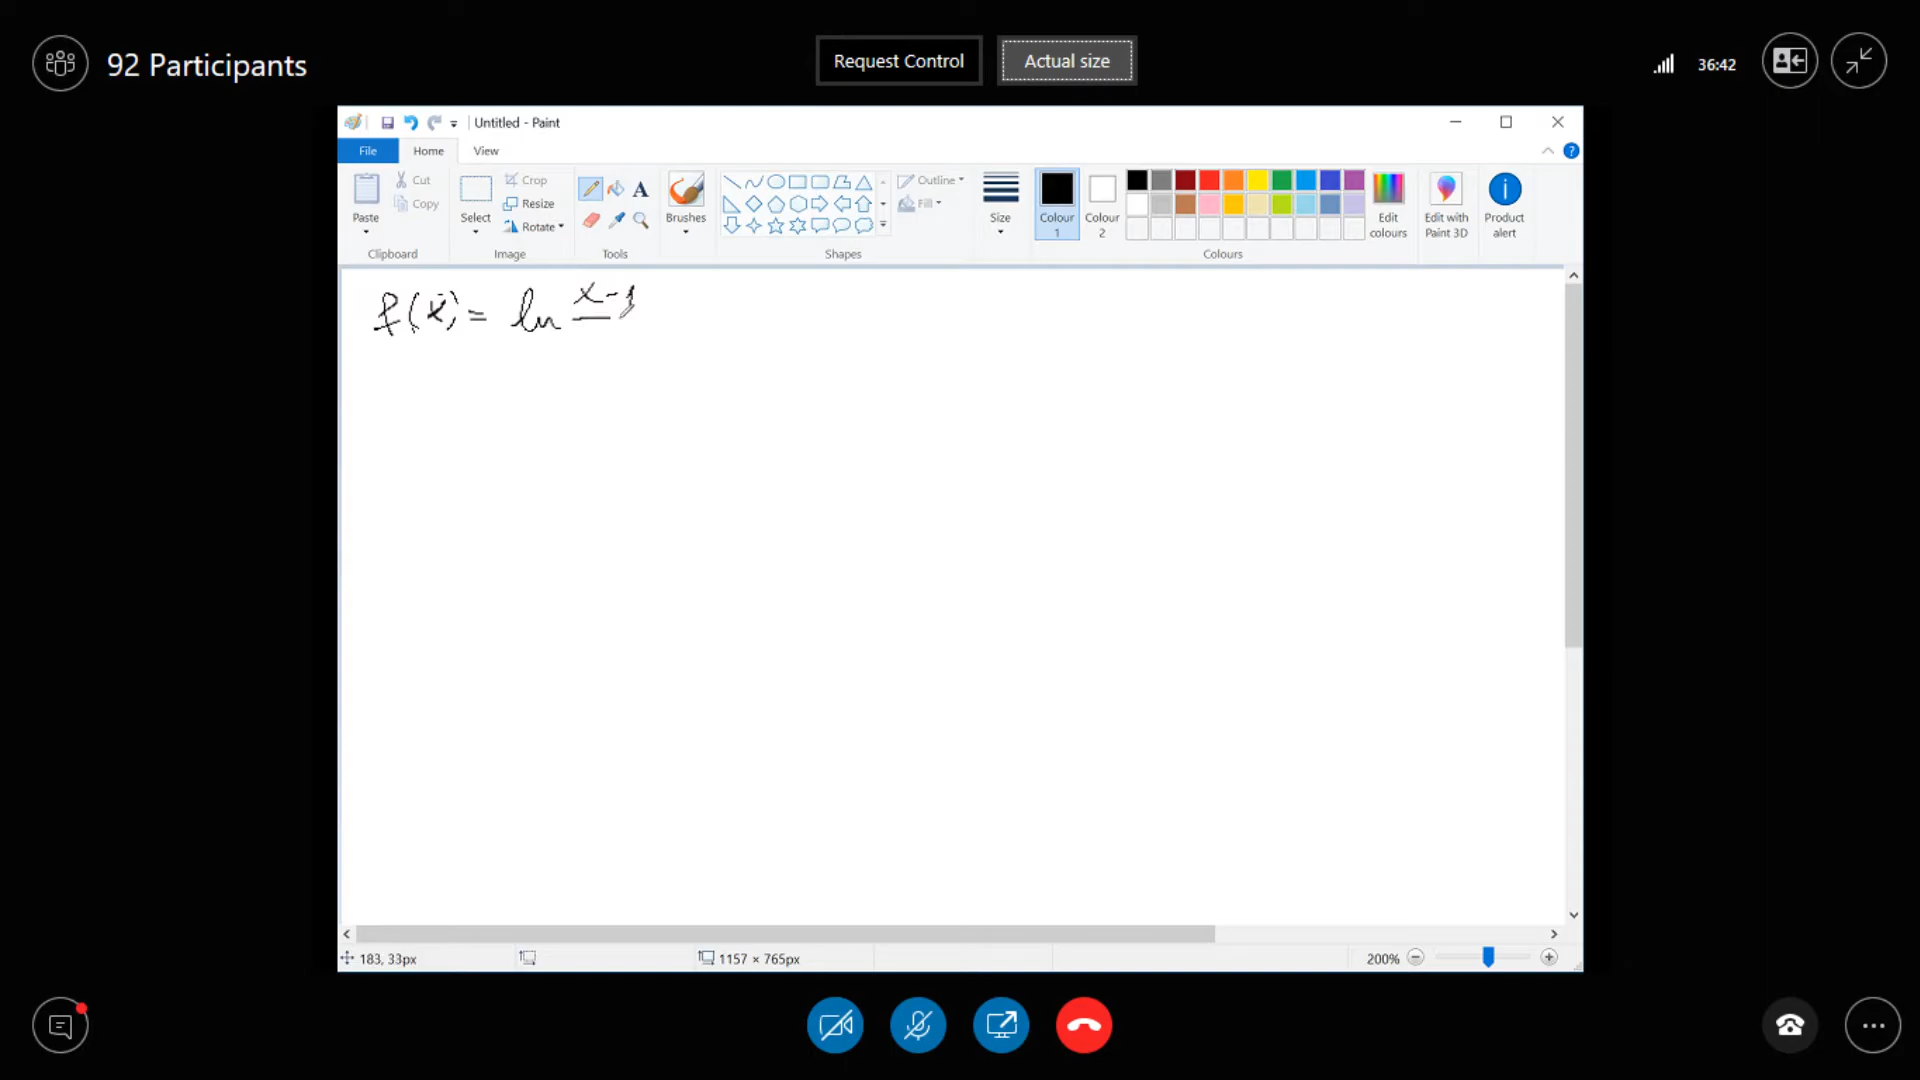 92 Participants
Request Control
Actual size
36:42
Untitled - Paint
File
Home
View
Paste
Cut
Copy
Clipboard
Select
Crop
Resize
Rotate
Image
A
Tools
Brushes
Outline
Fill
Shapes
Size
Colour 1
Colour 2
Edit colours
Edit with Paint 3D
Product alert
Colours
f(x) = ln x-1
183, 33px
1157 × 765px
200%